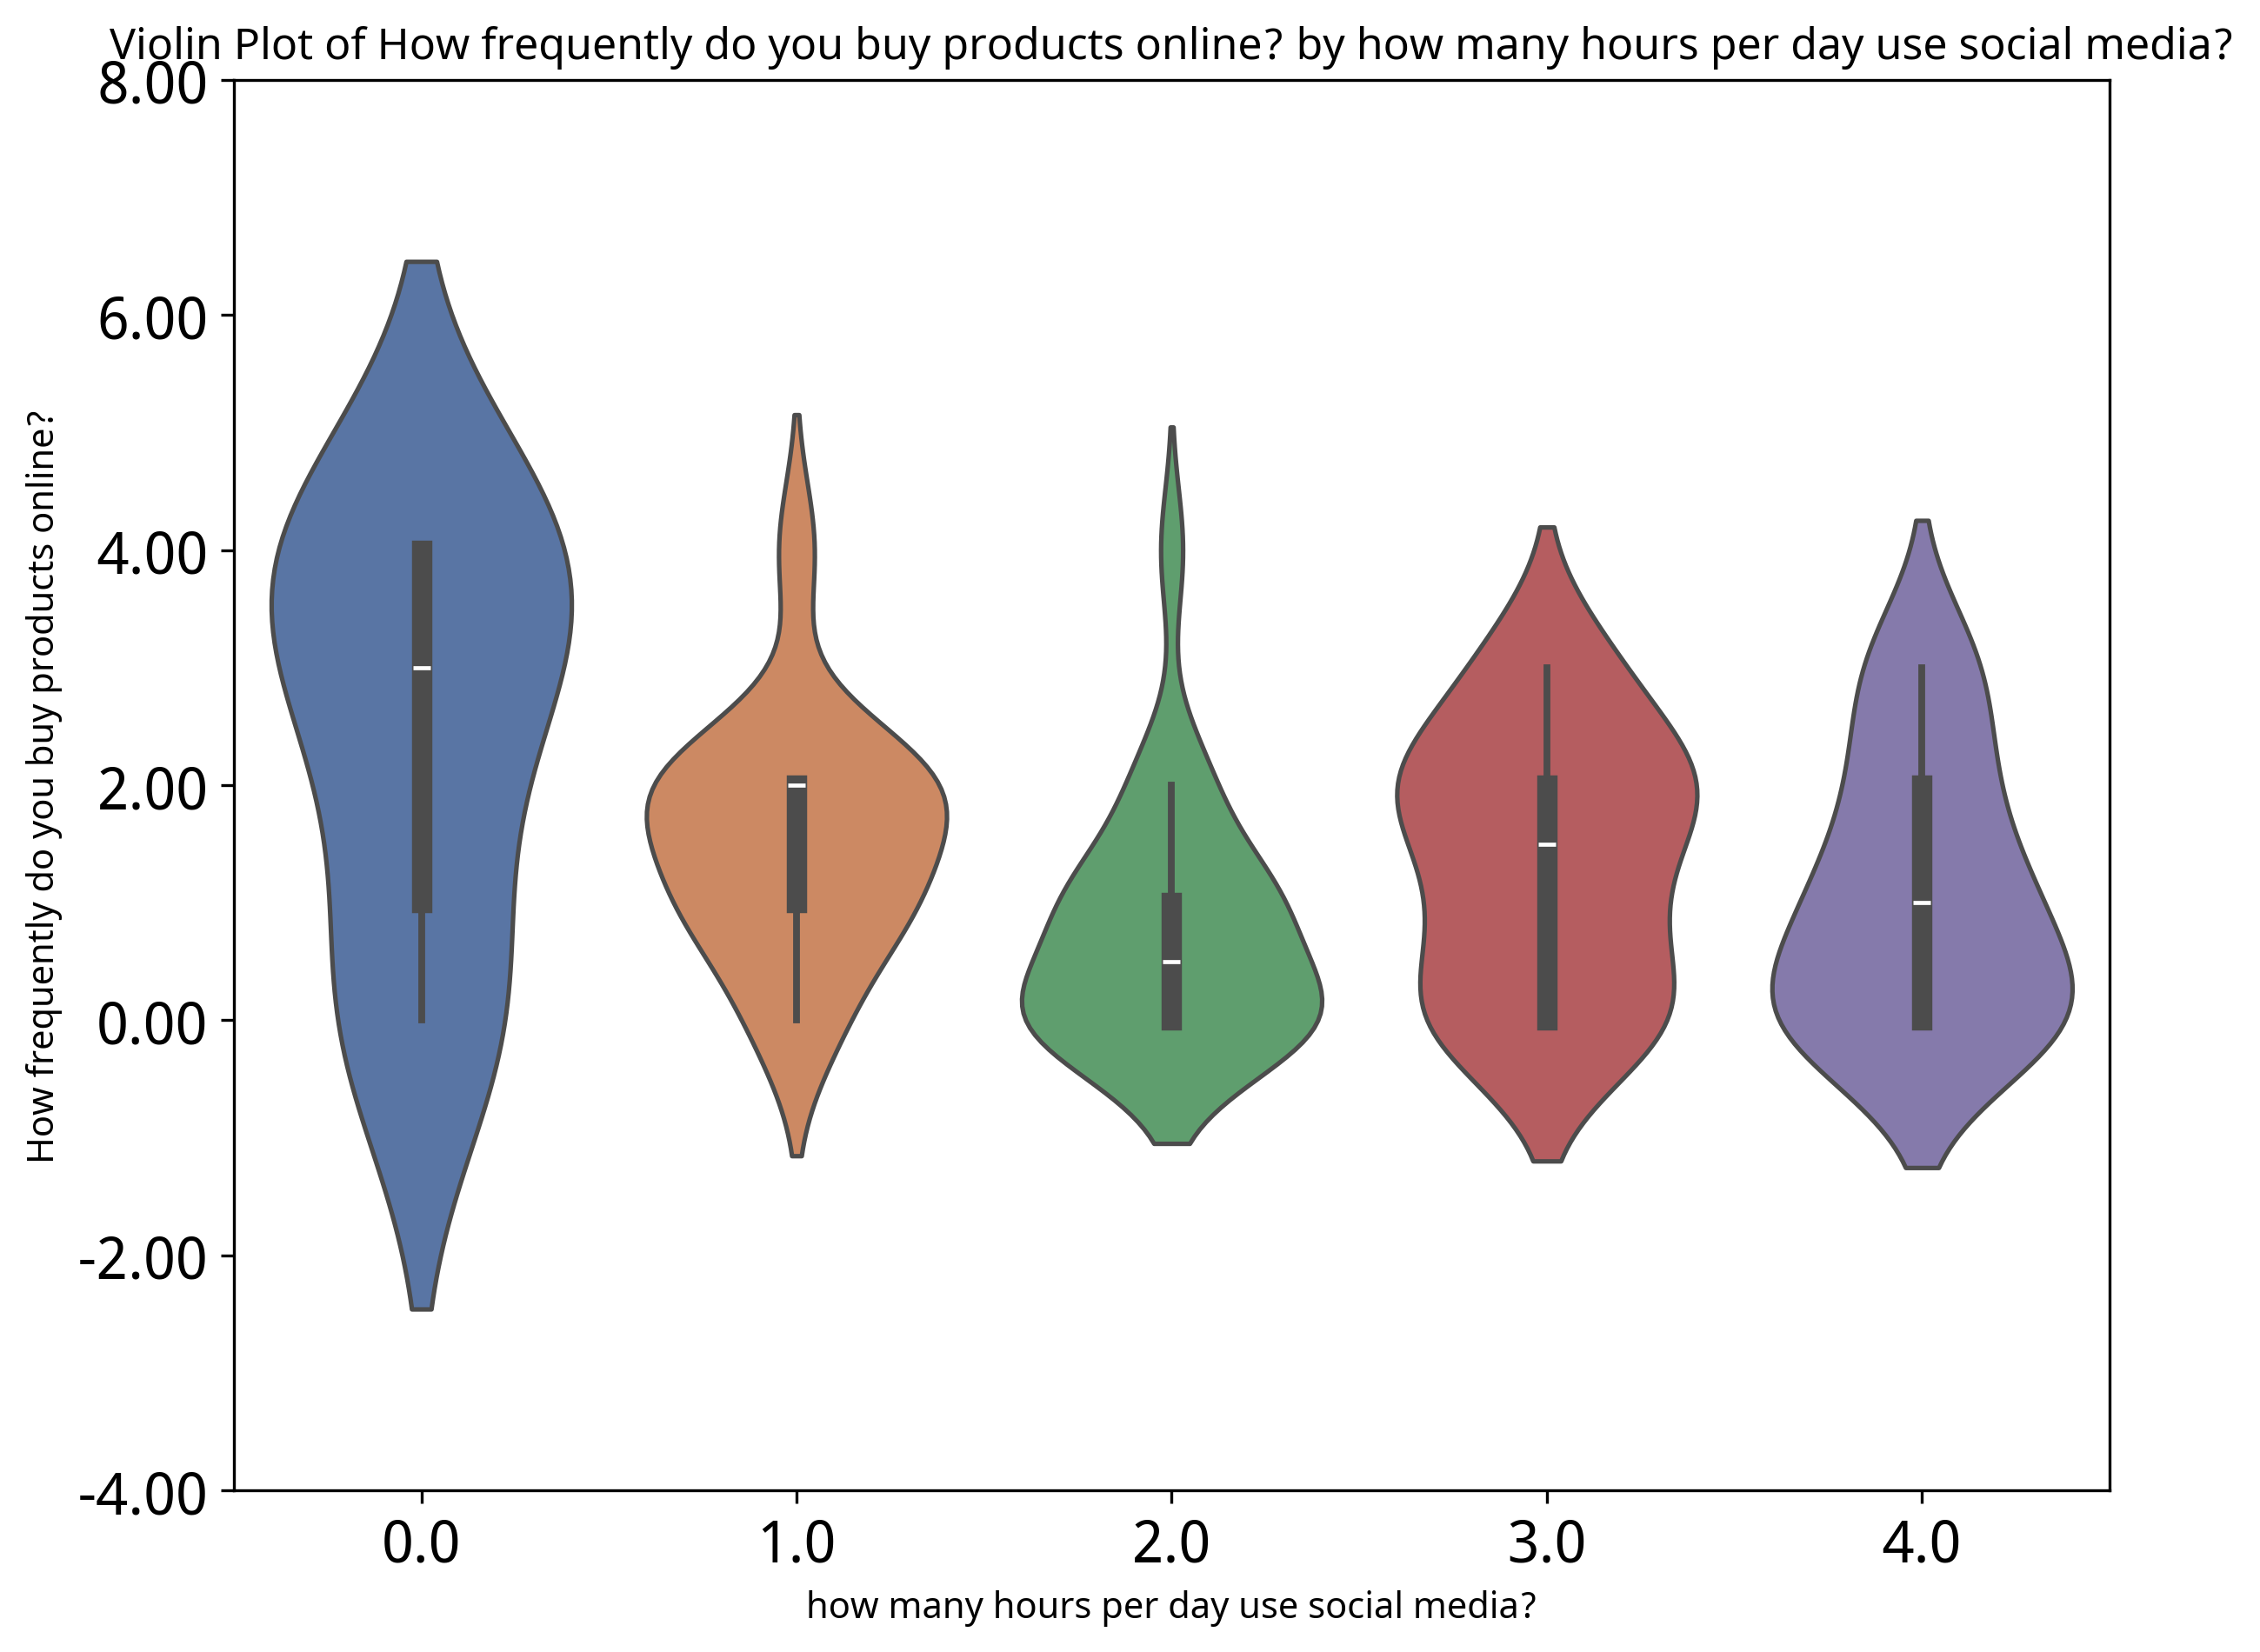 Violin Plot of How frequently do you buy products online? by how many hours per day use social media?
8.00
6.00
4.00
2.00
0.00
-2.00
-4.00
How frequently do you buy products online?
0.0 1.0 2.0 3.0 4.0
how many hours per day use social media?